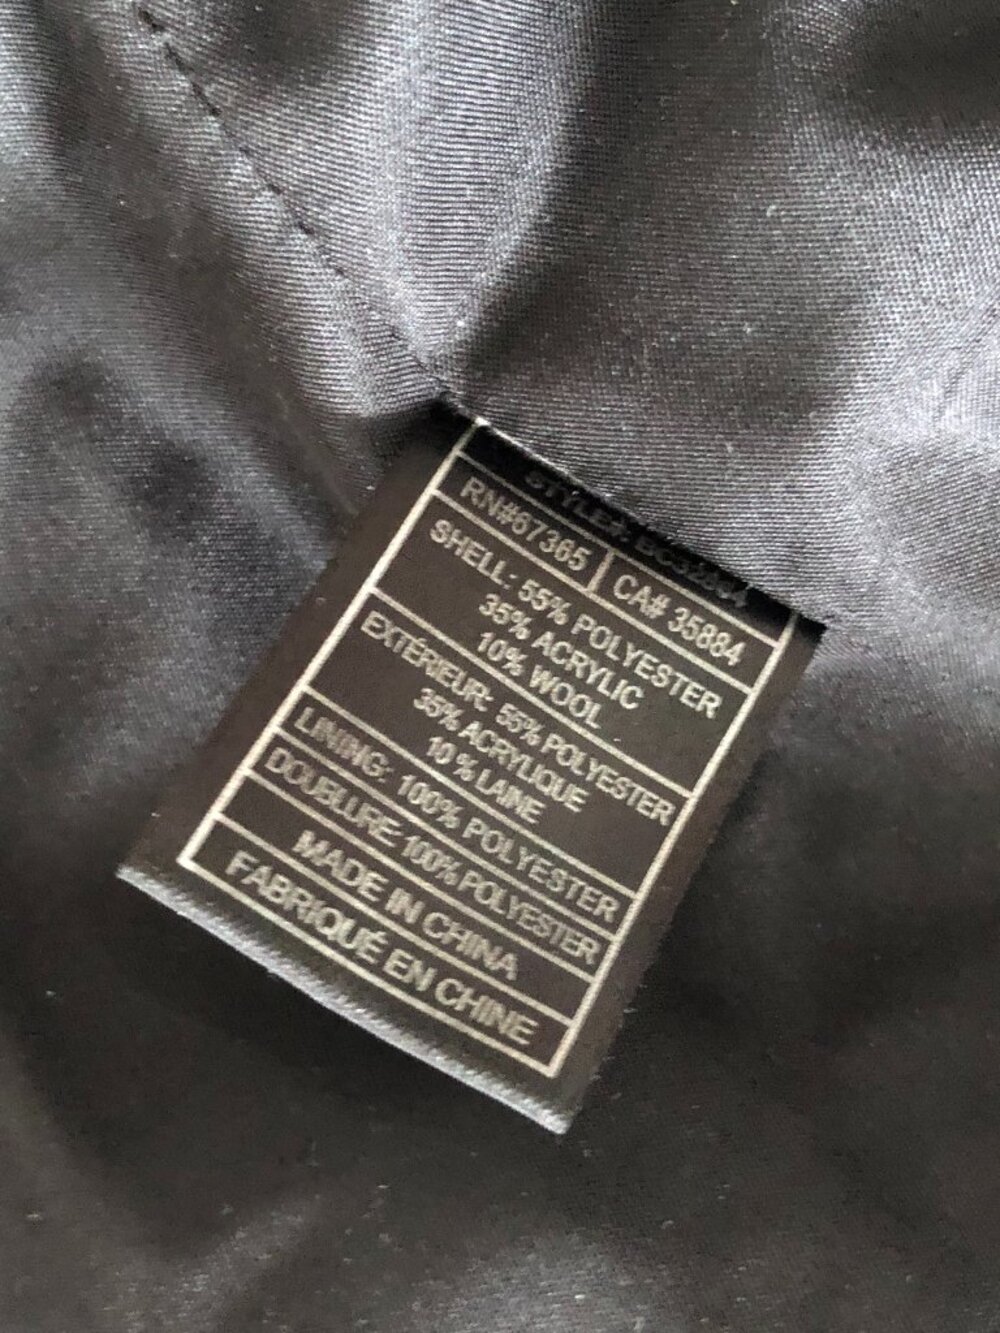 STYLE#:
RN#67365 CA# 35884
SHELL: 55% POLYESTER
35% ACRYLIC
10% WOOL
EXTÉRIEUR: 55% POLYESTER
35% ACRYLIQUE
10 % LAINE
LINING: 100% POLYESTER
DOUBLURE: 100% POLYESTER
MADE IN CHINA
FABRIQUÉ EN CHINE